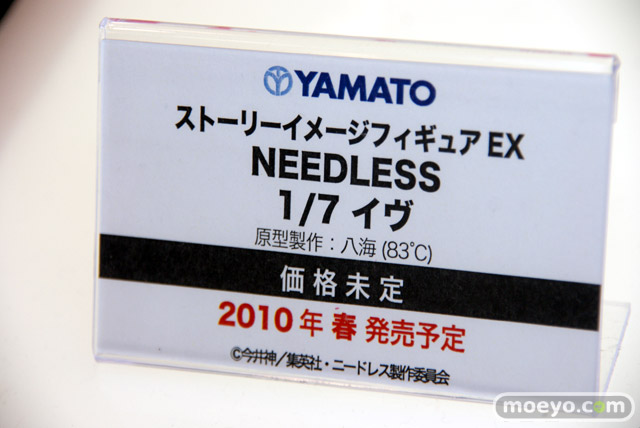 YAMATO
ストーリーイメージフィギュア EX
NEEDLESS
1/7 イヴ
原型製作：八海 (83℃)
価格未定
2010年 春 発売予定
©今井神／集英社・ニードレス製作委員会
moeyo.com